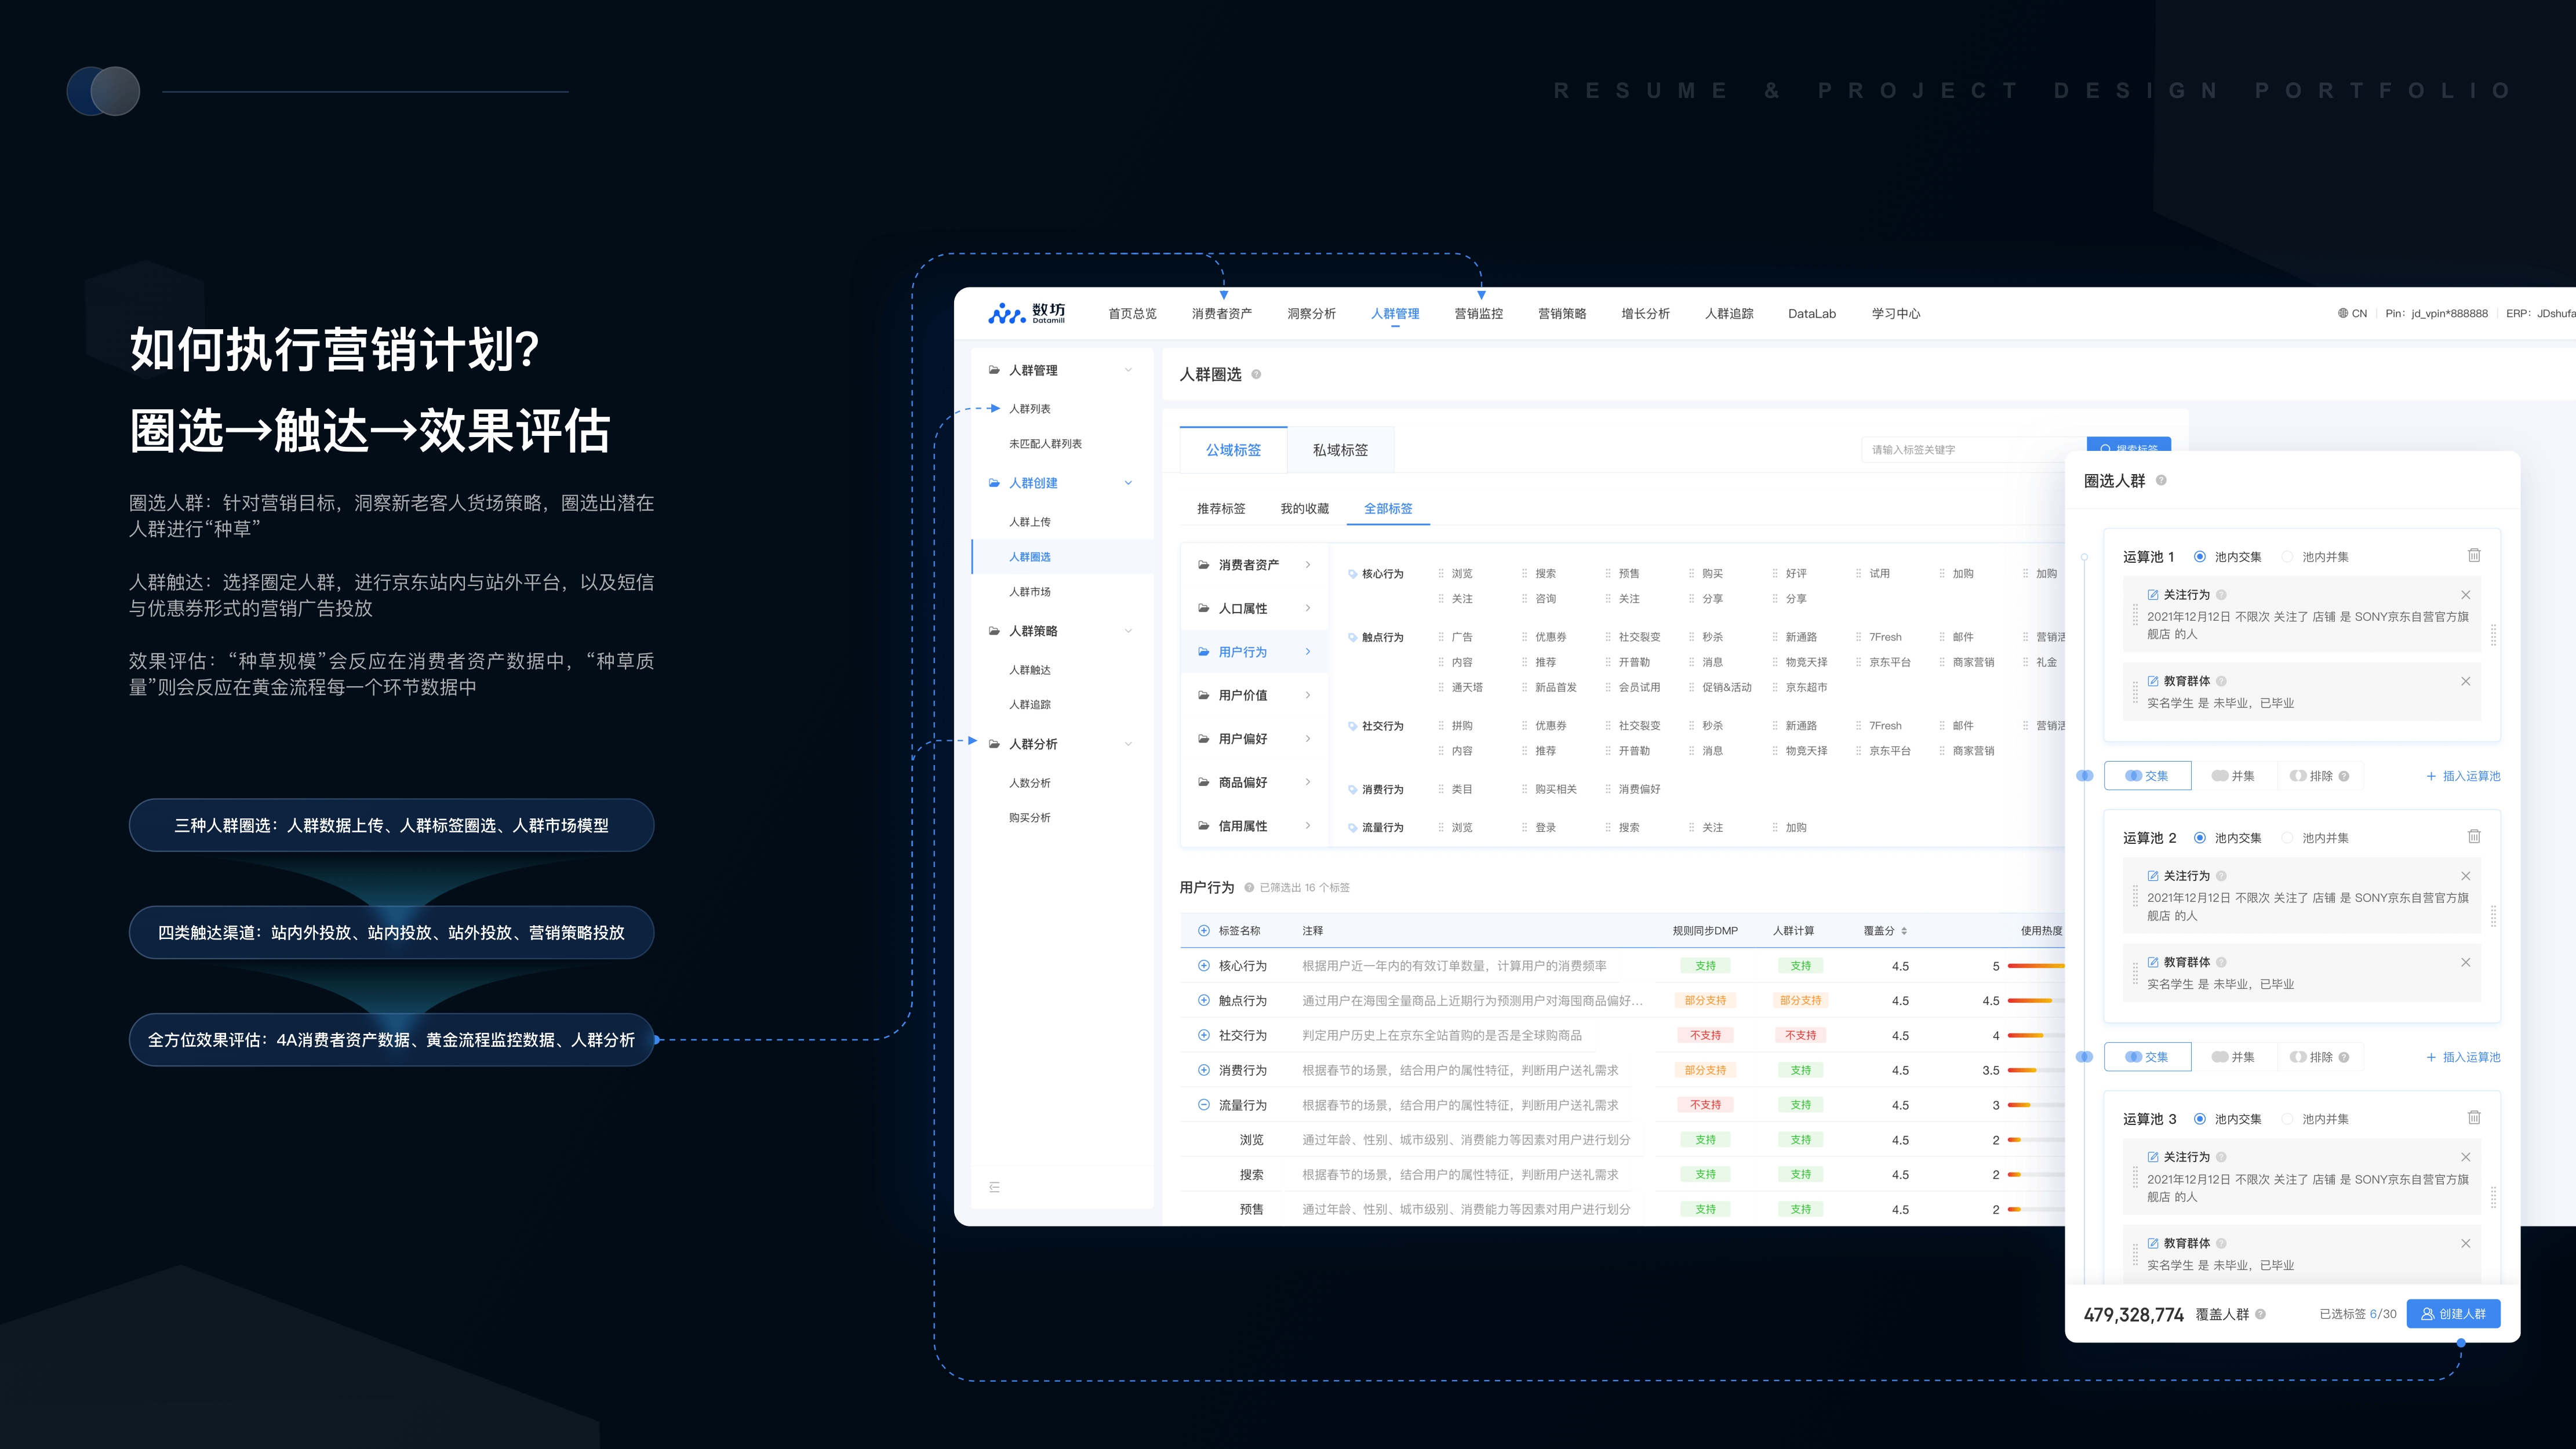 RESUME & PROJECT DESIGN PORTFOLIO
如何执行营销计划?
圈选→触达→效果评估
圈选人群：针对营销目标，洞察新老客人货场策略，圈选出潜在
人群进行“种草”
人群触达：选择圈定人群，进行京东站内与站外平台，以及短信
与优惠券形式的营销广告投放
效果评估：“种草规模”会反应在消费者资产数据中，“种草质
量”则会反应在黄金流程每一个环节数据中
三种人群圈选：人群数据上传、人群标签圈选、人群市场模型
四类触达渠道：站内外投放、站内投放、站外投放、营销策略投放
全方位效果评估：4A消费者资产数据、黄金流程监控数据、人群分析
数坊
Datamill
首页总览 消费者资产 洞察分析 人群管理 营销监控 营销策略 增长分析 人群追踪 DataLab 学习中心
CN Pin：jd_vpin*888888 ERP：JDshufa
人群管理
人群列表
未匹配人群列表
人群创建
人群上传
人群圈选
人群市场
人群策略
人群触达
人群追踪
人群分析
人数分析
购买分析
人群圈选
公域标签 私域标签
请输入标签关键字 搜索标签
推荐标签 我的收藏 全部标签
消费者资产
人口属性
用户行为
用户价值
用户偏好
商品偏好
信用属性
核心行为 浏览 搜索 预售 购买 好评 试用 加购 加购
关注 咨询 关注 分享 分享
触点行为 广告 优惠券 社交裂变 秒杀 新通路 7Fresh 邮件 营销活
内容 推荐 开普勒 消息 物竞天择 京东平台 商家营销 礼金
通天塔 新品首发 会员试用 促销&活动 京东超市
社交行为 拼购 优惠券 社交裂变 秒杀 新通路 7Fresh 邮件 营销活
内容 推荐 开普勒 消息 物竞天择 京东平台 商家营销
消费行为 类目 购买相关 消费偏好
流量行为 浏览 登录 搜索 关注 加购
用户行为 已筛选出 16 个标签
标签名称 注释 规则同步DMP 人群计算 覆盖分 使用热度
核心行为 根据用户近一年内的有效订单数量，计算用户的消费频率 支持 支持 4.5 5
触点行为 通过用户在海囤全量商品上近期行为预测用户对海囤商品偏好... 部分支持 部分支持 4.5 4.5
社交行为 判定用户历史上在京东全站首购的是否是全球购商品 不支持 不支持 4.5 4
消费行为 根据春节的场景，结合用户的属性特征，判断用户送礼需求 部分支持 支持 4.5 3.5
流量行为 根据春节的场景，结合用户的属性特征，判断用户送礼需求 不支持 支持 4.5 3
浏览 通过年龄、性别、城市级别、消费能力等因素对用户进行划分 支持 支持 4.5 2
搜索 根据春节的场景，结合用户的属性特征，判断用户送礼需求 支持 支持 4.5 2
预售 通过年龄、性别、城市级别、消费能力等因素对用户进行划分 支持 支持 4.5 2
圈选人群
运算池 1 池内交集 池内并集
关注行为
2021年12月12日 不限次 关注了 店铺 是 SONY京东自营官方旗
舰店 的人
教育群体
实名学生 是 未毕业，已毕业
交集 并集 排除 + 插入运算池
运算池 2 池内交集 池内并集
关注行为
2021年12月12日 不限次 关注了 店铺 是 SONY京东自营官方旗
舰店 的人
教育群体
实名学生 是 未毕业，已毕业
交集 并集 排除 + 插入运算池
运算池 3 池内交集 池内并集
关注行为
2021年12月12日 不限次 关注了 店铺 是 SONY京东自营官方旗
舰店 的人
教育群体
实名学生 是 未毕业，已毕业
479,328,774 覆盖人群 已选标签 6/30 创建人群